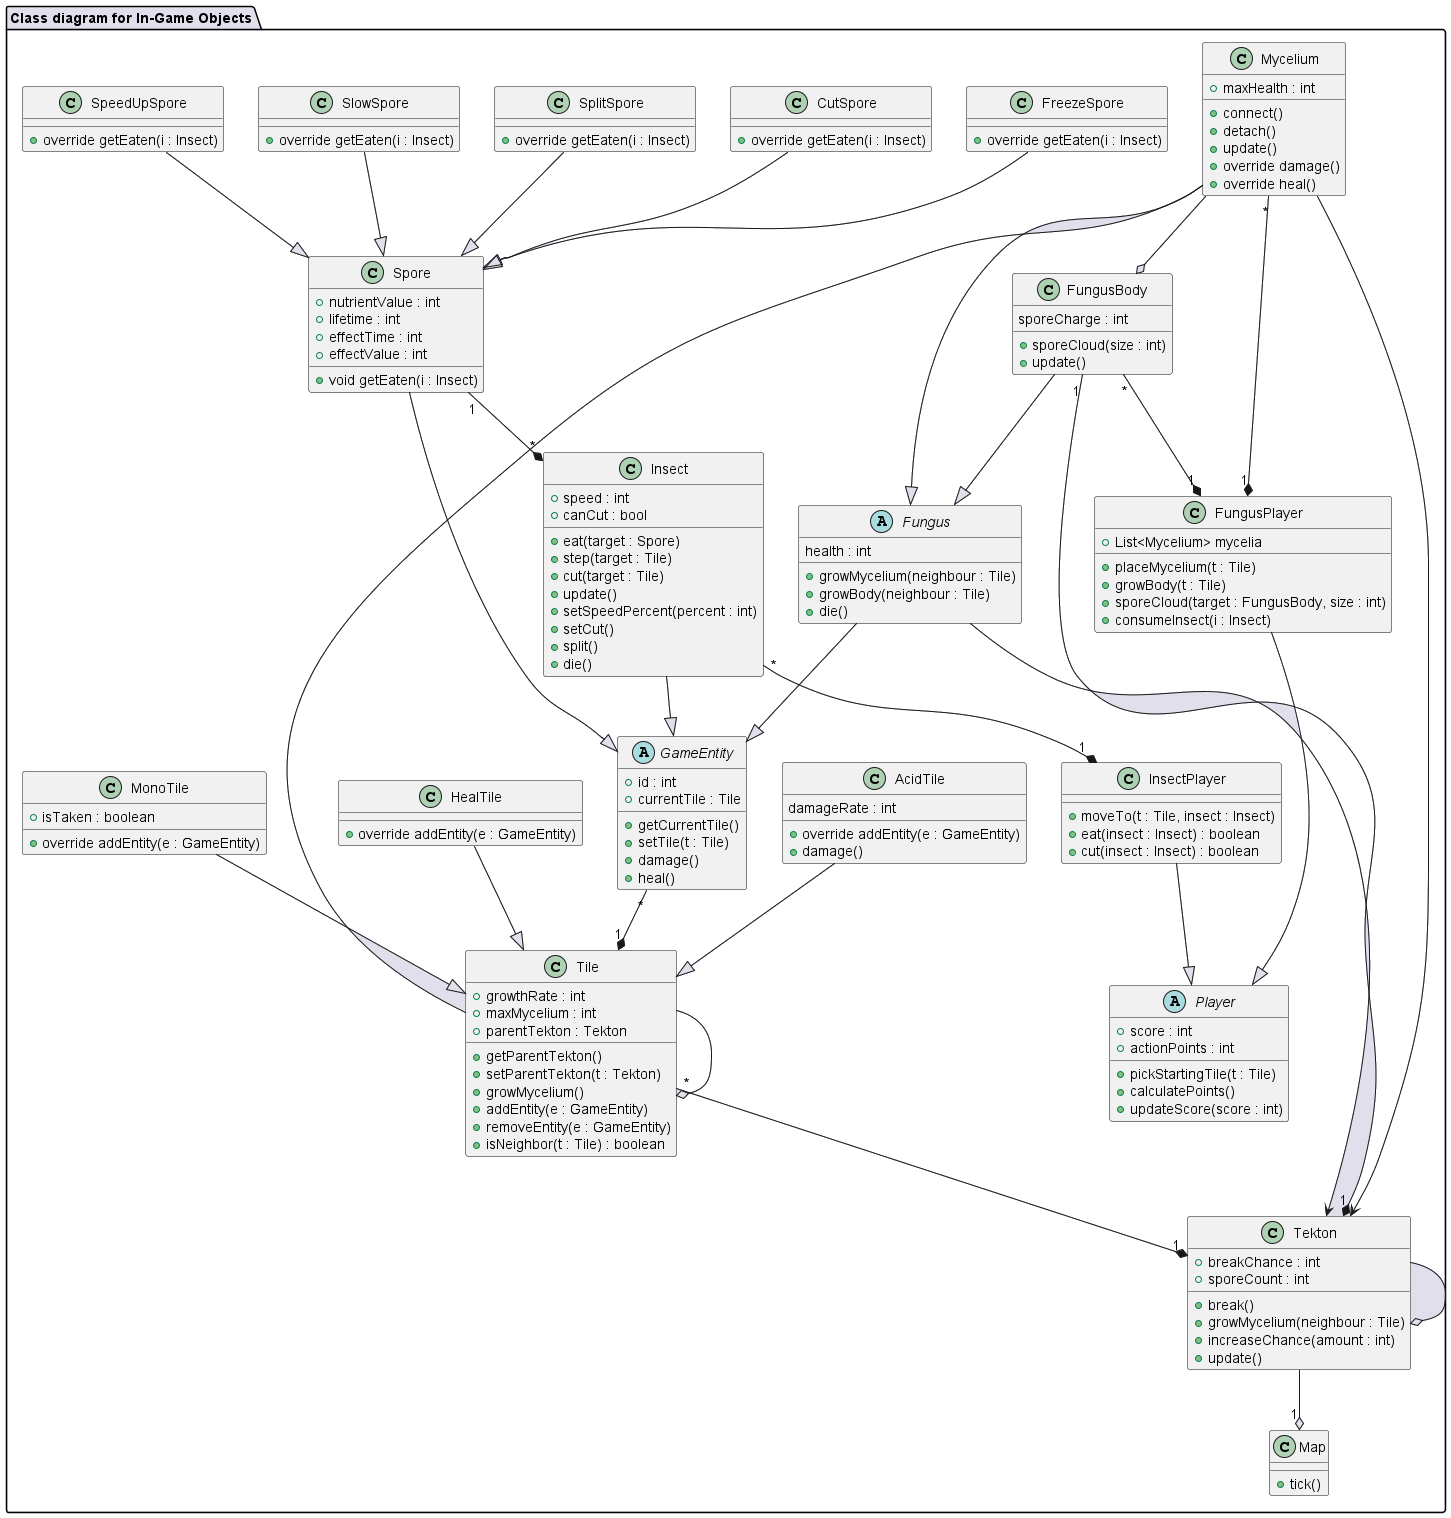 Class diagram for In-Game Objects
C Mycelium
maxHealth : int
connect()
detach()
update()
override damage()
override heal()
C SpeedUpSpore
override getEaten(i : Insect)
C SlowSpore
override getEaten(i : Insect)
C SplitSpore
override getEaten(i : Insect)
C CutSpore
override getEaten(i : Insect)
C FreezeSpore
override getEaten(i : Insect)
*
C Spore
nutrientValue : int
lifetime : int
effectTime : int
effectValue : int
void getEaten(i : Insect)
C FungusBody
sporeCharge : int
sporeCloud(size : int)
update()
1
*
1
*
1
1
C Insect
speed : int
canCut : bool
eat(target : Spore)
step(target : Tile)
cut(target : Tile)
update()
setSpeedPercent(percent : int)
setCut()
split()
die()
A Fungus
health : int
growMycelium(neighbour : Tile)
growBody(neighbour : Tile)
die()
C FungusPlayer
List<Mycelium> mycelia
placeMycelium(t : Tile)
growBody(t : Tile)
sporeCloud(target : FungusBody, size : int)
consumeInsect(i : Insect)
*
1
C MonoTile
isTaken : boolean
override addEntity(e : GameEntity)
C HealTile
override addEntity(e : GameEntity)
A GameEntity
id : int
currentTile : Tile
getCurrentTile()
setTile(t : Tile)
damage()
heal()
C AcidTile
damageRate : int
override addEntity(e : GameEntity)
damage()
C InsectPlayer
moveTo(t : Tile, insect : Insect)
eat(insect : Insect) : boolean
cut(insect : Insect) : boolean
*
1
C Tile
growthRate : int
maxMycelium : int
parentTekton : Tekton
getParentTekton()
setParentTekton(t : Tekton)
growMycelium()
addEntity(e : GameEntity)
removeEntity(e : GameEntity)
isNeighbor(t : Tile) : boolean
A Player
score : int
actionPoints : int
pickStartingTile(t : Tile)
calculatePoints()
updateScore(score : int)
*
1
1
C Tekton
breakChance : int
sporeCount : int
break()
growMycelium(neighbour : Tile)
increaseChance(amount : int)
update()
1
C Map
tick()